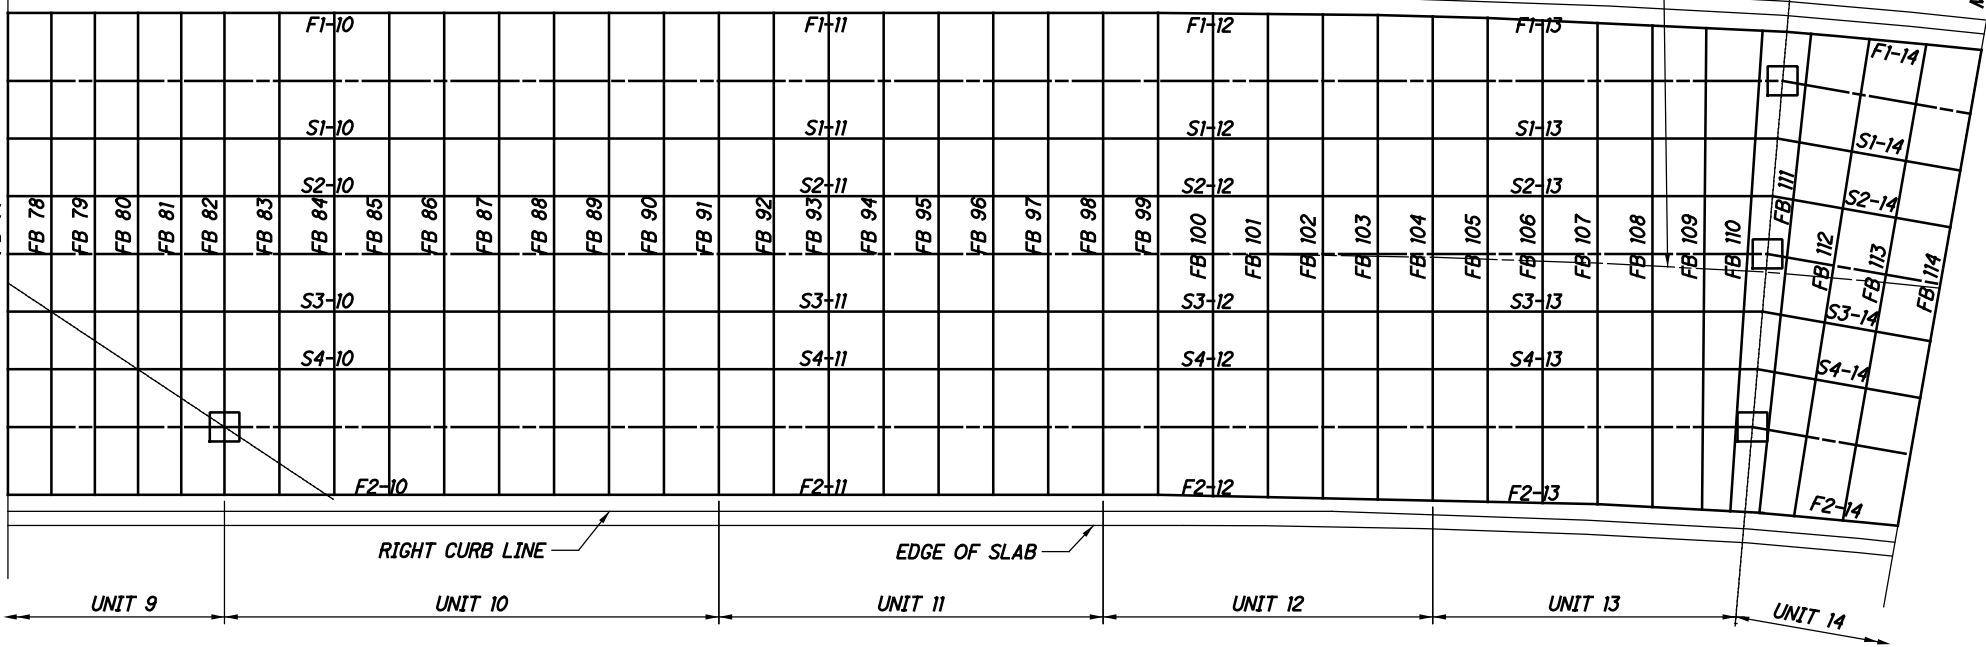 F1-10 F1-11 F1-12 F1-13 F1-14
S1-10 S1-11 S1-12 S1-13 S1-14
S2-10 S2-11 S2-12 S2-13 S2-14
FB 78 FB 79 FB 80 FB 81 FB 82 FB 83 FB 84 FB 85 FB 86 FB 87 FB 88 FB 89 FB 90 FB 91 FB 92 FB 93 FB 94 FB 95 FB 96 FB 97 FB 98 FB 99 FB 100 FB 101 FB 102 FB 103 FB 104 FB 105 FB 106 FB 107 FB 108 FB 109 FB 110 FB 111 FB 112 FB 113 FB 114
S3-10 S3-11 S3-12 S3-13 S3-14
S4-10 S4-11 S4-12 S4-13 S4-14
F2-10 F2-11 F2-12 F2-13 F2-14
RIGHT CURB LINE EDGE OF SLAB
UNIT 9 UNIT 10 UNIT 11 UNIT 12 UNIT 13 UNIT 14